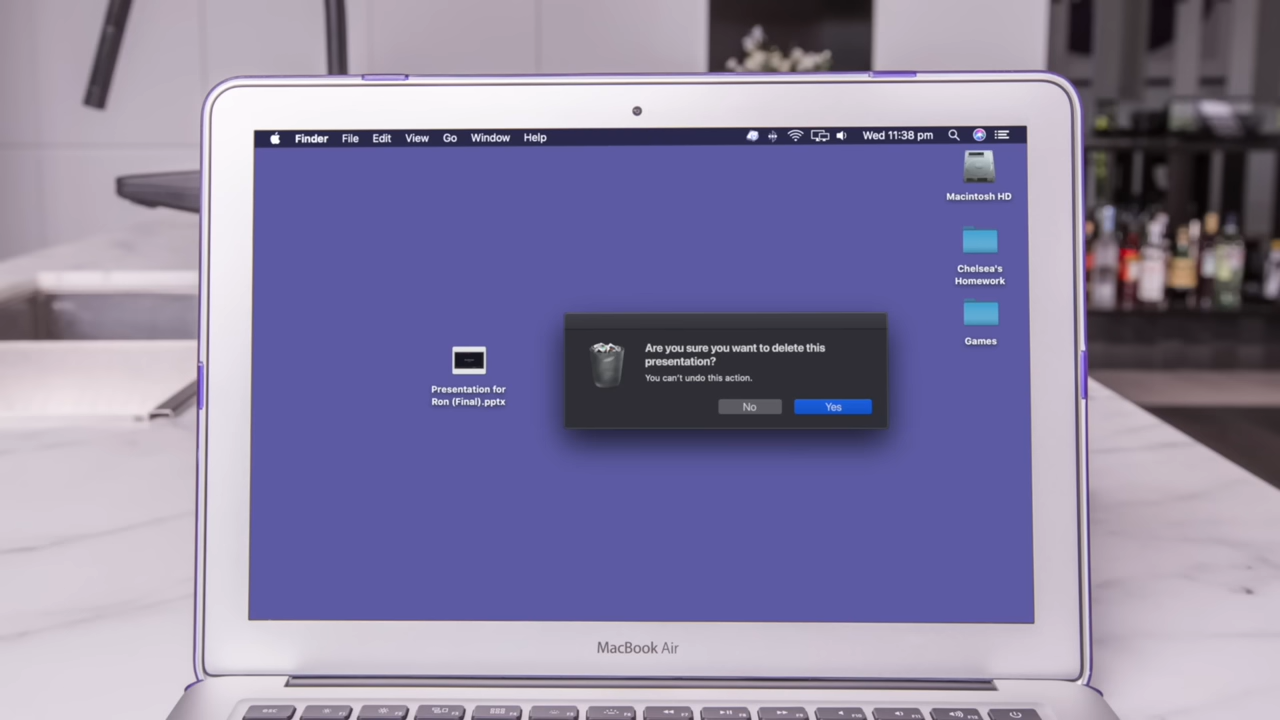 Finder File Edit View Go Window Help
Wed 11:38 pm
Macintosh HD
Chelsea's
Homework
Games
Presentation for
Ron (Final).pptx
Are you sure you want to delete this
presentation?
You can't undo this action.
No
Yes
MacBook Air
esc